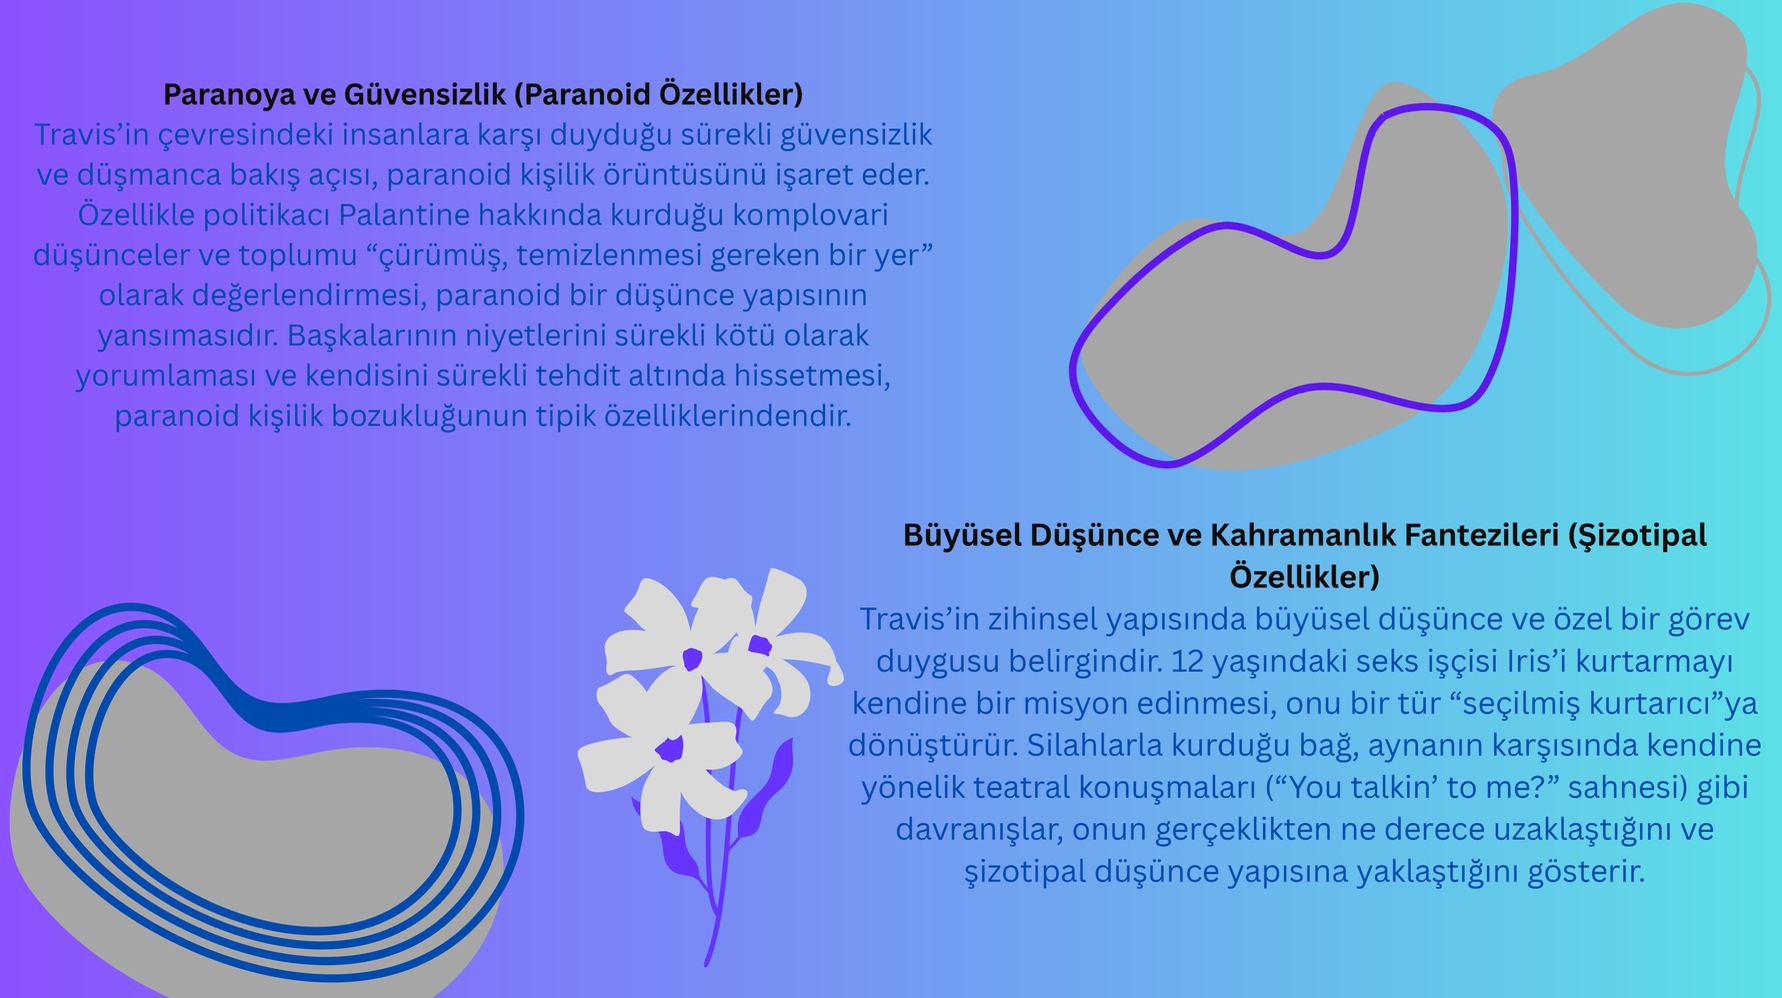 Paranoya ve Güvensizlik (Paranoid Özellikler)
Travis’in çevresindeki insanlara karşı duyduğu sürekli güvensizlik
ve düşmanca bakış açısı, paranoid kişilik örüntüsünü işaret eder.
Özellikle politikacı Palantine hakkında kurduğu komplovari
düşünceler ve toplumu “çürümüş, temizlenmesi gereken bir yer”
olarak değerlendirmesi, paranoid bir düşünce yapısının
yansımasıdır. Başkalarının niyetlerini sürekli kötü olarak
yorumlaması ve kendisini sürekli tehdit altında hissetmesi,
paranoid kişilik bozukluğunun tipik özelliklerindendir.
Büyüsel Düşünce ve Kahramanlık Fantezileri (Şizotipal
Özellikler)
Travis’in zihinsel yapısında büyüsel düşünce ve özel bir görev
duygusu belirgindir. 12 yaşındaki seks işçisi Iris’i kurtarmayı
kendine bir misyon edinmesi, onu bir tür “seçilmiş kurtarıcı”ya
dönüştürür. Silahlarla kurduğu bağ, aynanın karşısında kendine
yönelik teatral konuşmaları (“You talkin’ to me?” sahnesi) gibi
davranışlar, onun gerçeklikten ne derece uzaklaştığını ve
şizotipal düşünce yapısına yaklaştığını gösterir.